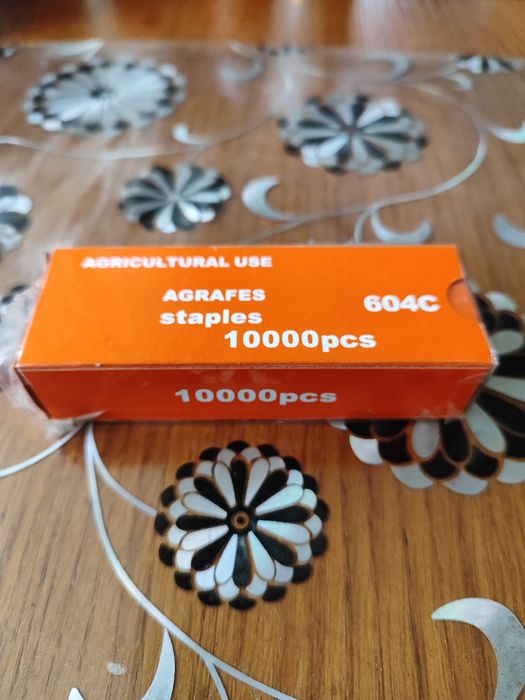 AGRICULTURAL USE
AGRAFES
staples
604C
10000pcs
10000pcs